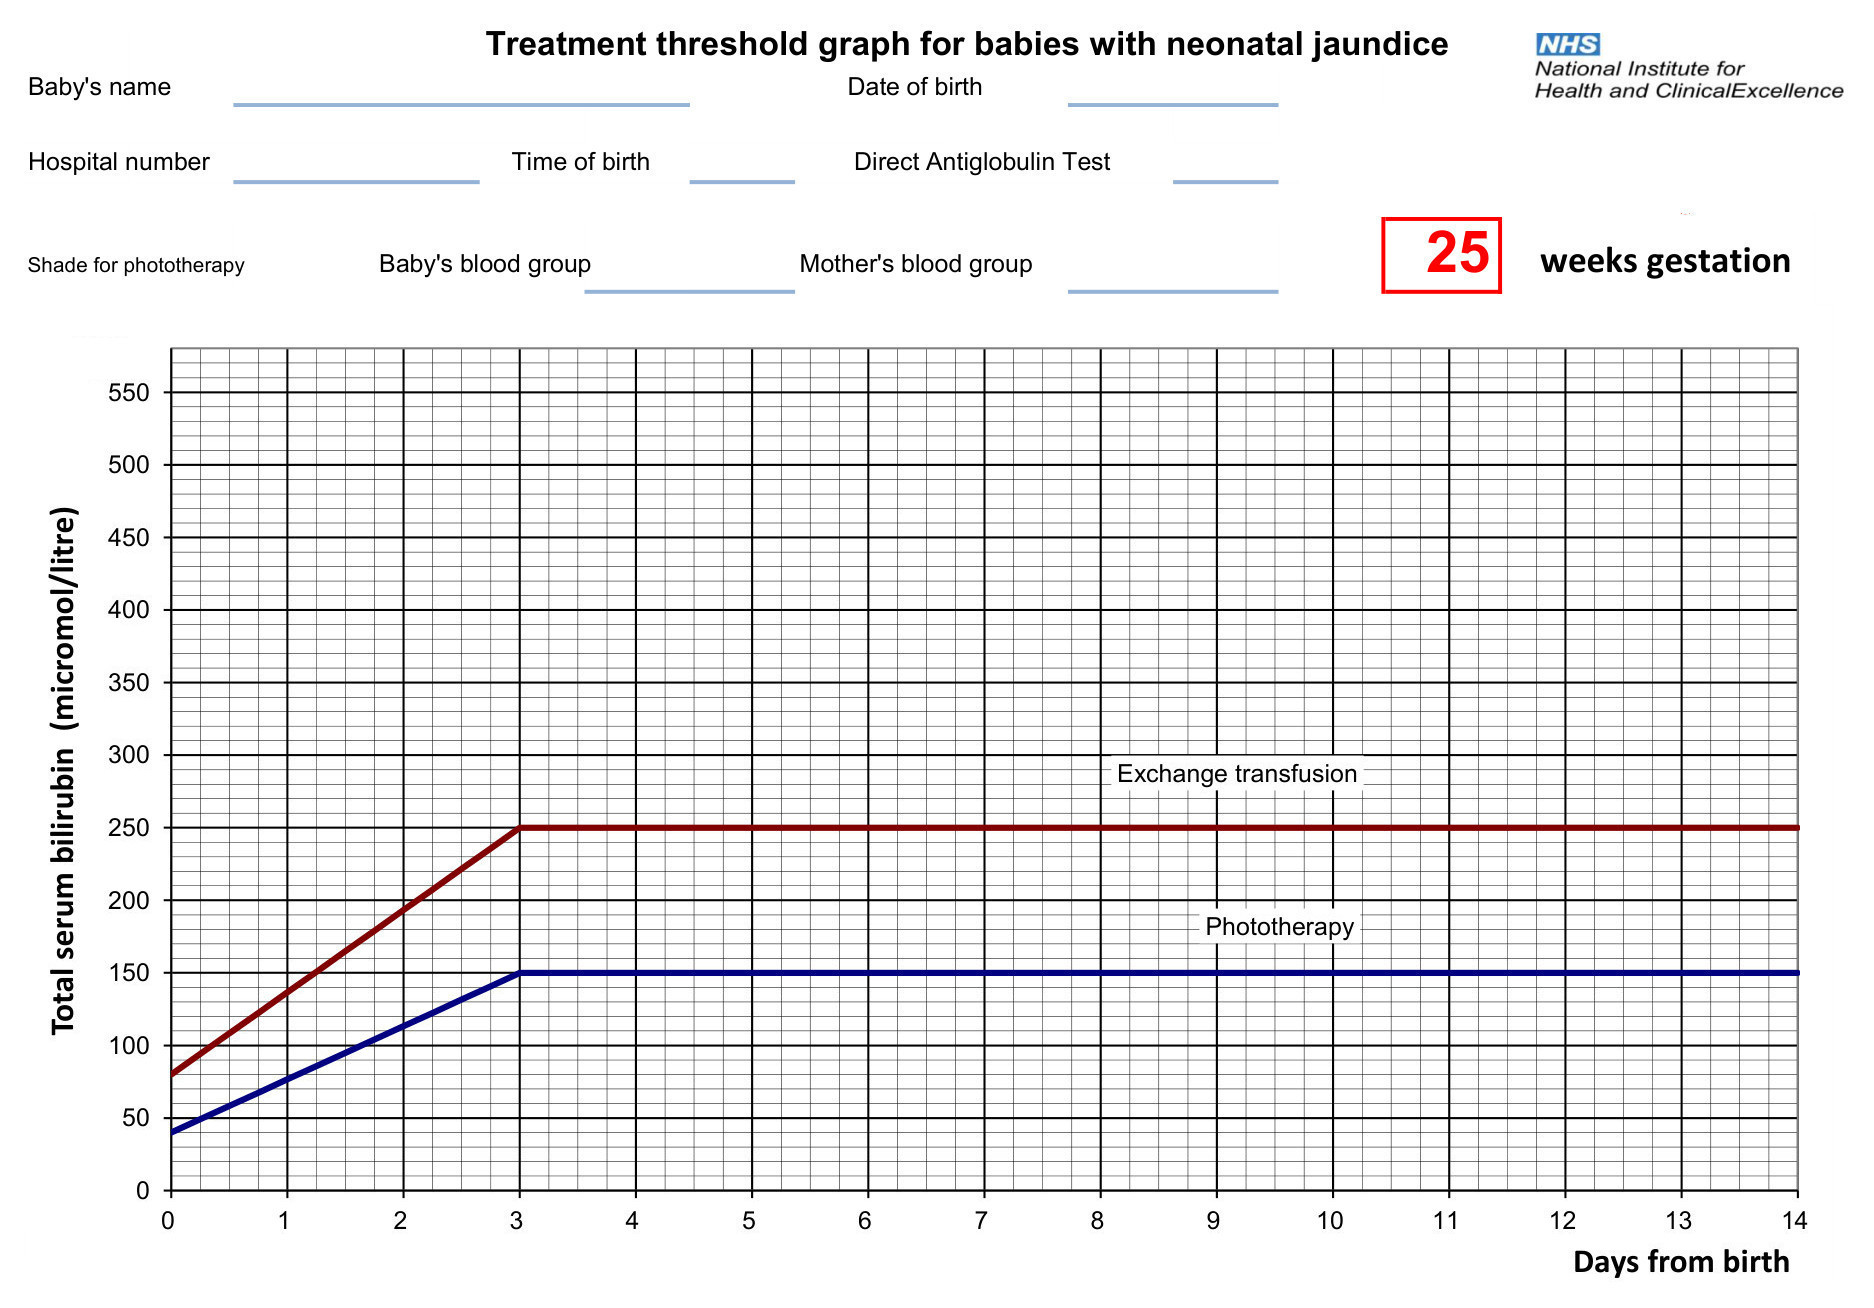 Treatment threshold graph for babies with neonatal jaundice
NHS
National Institute for
Health and ClinicalExcellence
Baby's name
Date of birth
Hospital number
Time of birth
Direct Antiglobulin Test
Shade for phototherapy
Baby's blood group
Mother's blood group
25
weeks gestation
Total serum bilirubin (micromol/litre)
550
500
450
400
350
300
250
200
150
100
50
0
Exchange transfusion
Phototherapy
0 1 2 3 4 5 6 7 8 9 10 11 12 13 14
Days from birth